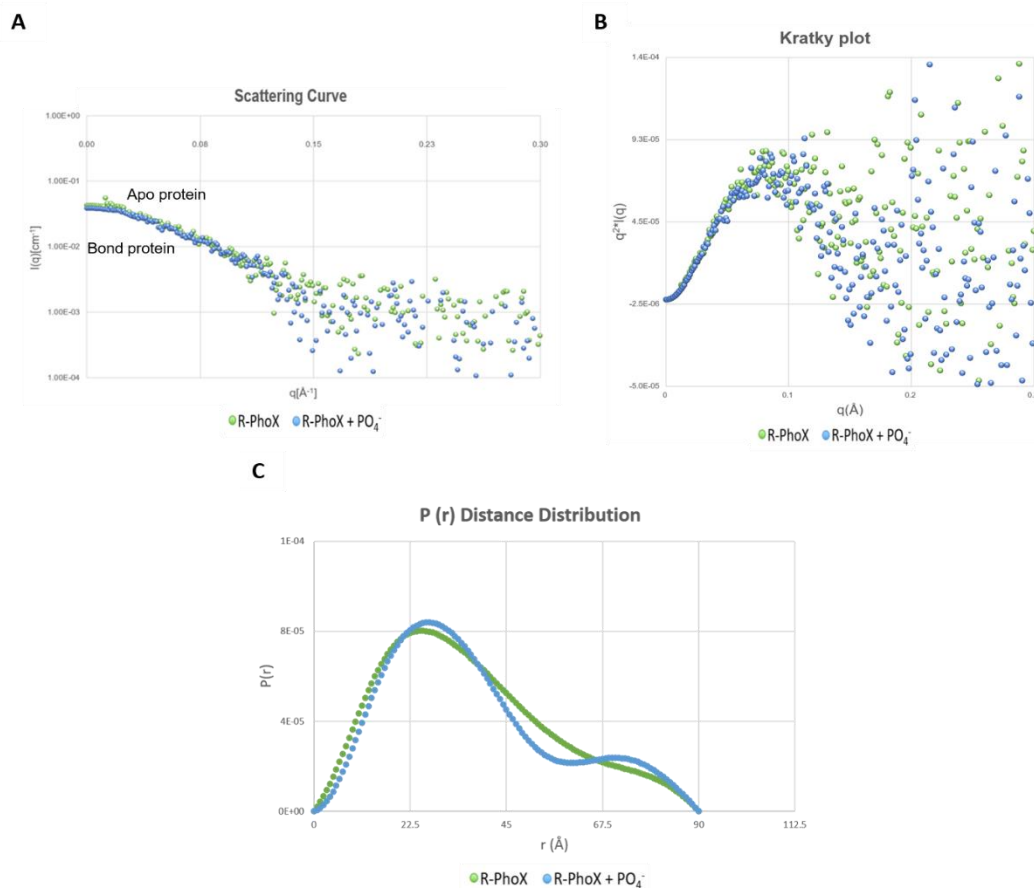 A
Scattering Curve
1.00E+00
0.00
0.08
0.15
0.23
0.30
1.00E-01
Apo protein
I(q)[cm⁻¹]
1.00E-02
Bond protein
1.00E-03
1.00E-04
q[Å⁻¹]
R-PhoX R-PhoX + PO₄⁻
B
Kratky plot
1.4E-04
9.3E-05
q²*I(q)
4.5E-05
-2.5E-06
-5.0E-05
0 0.1 0.2
q(Å)
R-PhoX R-PhoX + PO₄⁻
C
P (r) Distance Distribution
1E-04
8E-05
P(r)
4E-05
0E+00
0 22.5 45 67.5 90 112.5
r (Å)
R-PhoX R-PhoX + PO₄⁻